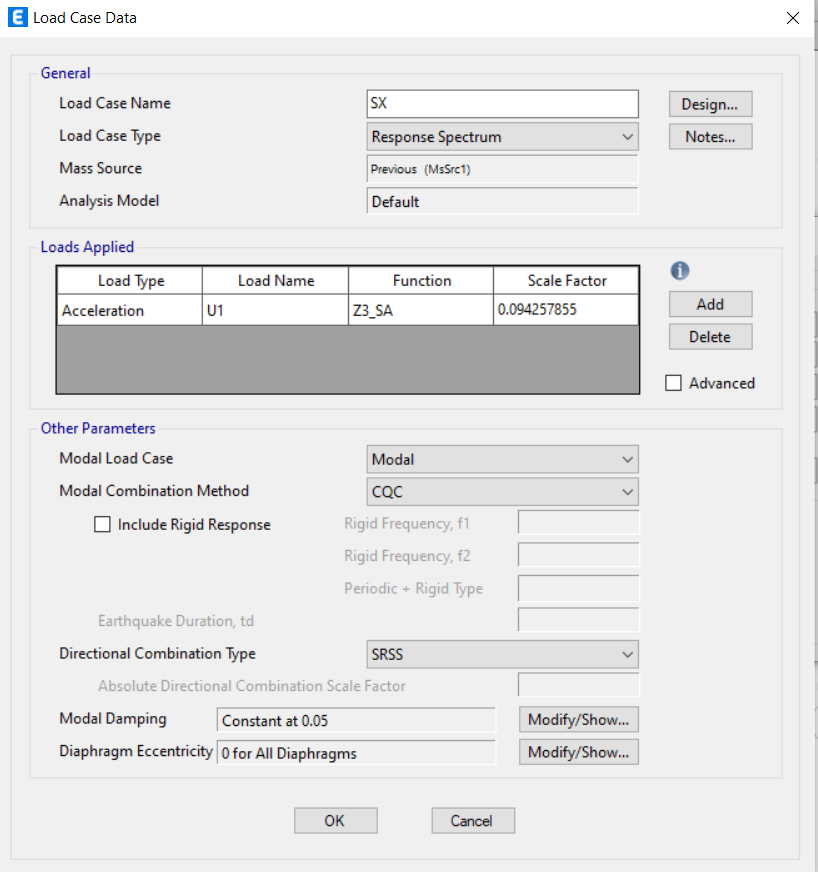 E Load Case Data
General
Load Case Name SX Design...
Load Case Type Response Spectrum Notes...
Mass Source Previous (MsSrc1)
Analysis Model Default
Loads Applied
Load Type Load Name Function Scale Factor
Acceleration U1 Z3_SA 0.094257855
i
Add
Delete
Advanced
Other Parameters
Modal Load Case Modal
Modal Combination Method CQC
Include Rigid Response Rigid Frequency, f1
Rigid Frequency, f2
Periodic + Rigid Type
Earthquake Duration, td
Directional Combination Type SRSS
Absolute Directional Combination Scale Factor
Modal Damping Constant at 0.05 Modify/Show...
Diaphragm Eccentricity 0 for All Diaphragms Modify/Show...
OK Cancel